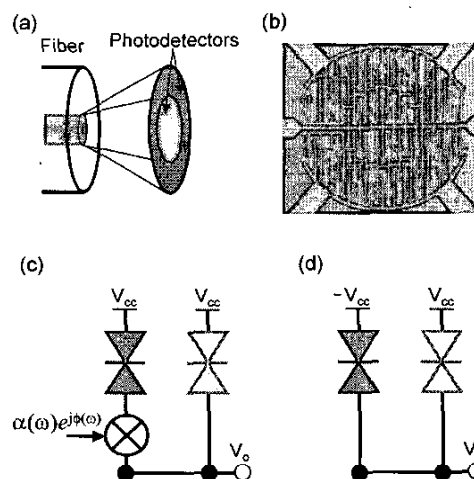 (a)
Fiber
Photodetectors
(b)
(c)
V_cc
V_cc
α(ω)e^{jϕ(ω)}
V_o
(d)
-V_cc
V_cc
V